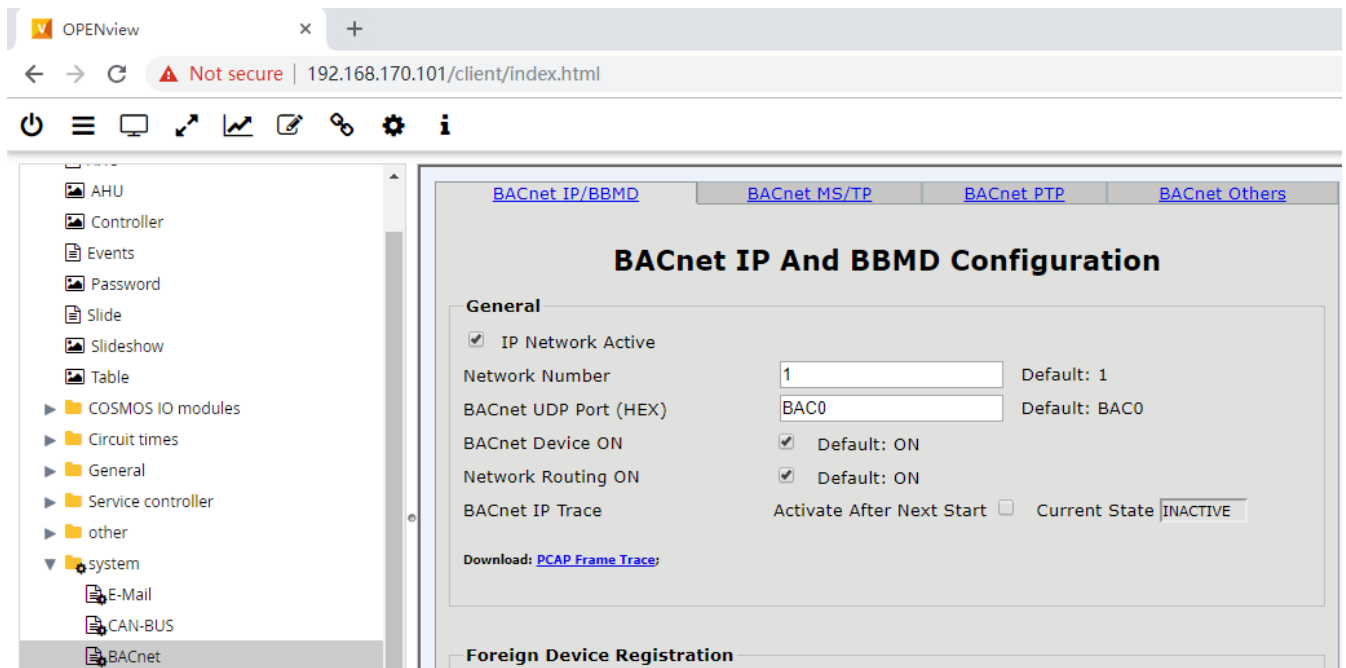 OPENview
Not secure | 192.168.170.101/client/index.html
AHU
Controller
Events
Password
Slide
Slideshow
Table
COSMOS IO modules
Circuit times
General
Service controller
other
system
E-Mail
CAN-BUS
BACnet
BACnet IP/BBMD BACnet MS/TP BACnet PTP BACnet Others
BACnet IP And BBMD Configuration
General
IP Network Active
Network Number 1 Default: 1
BACnet UDP Port (HEX) BAC0 Default: BAC0
BACnet Device ON Default: ON
Network Routing ON Default: ON
BACnet IP Trace Activate After Next Start Current State INACTIVE
Download: PCAP Frame Trace;
Foreign Device Registration